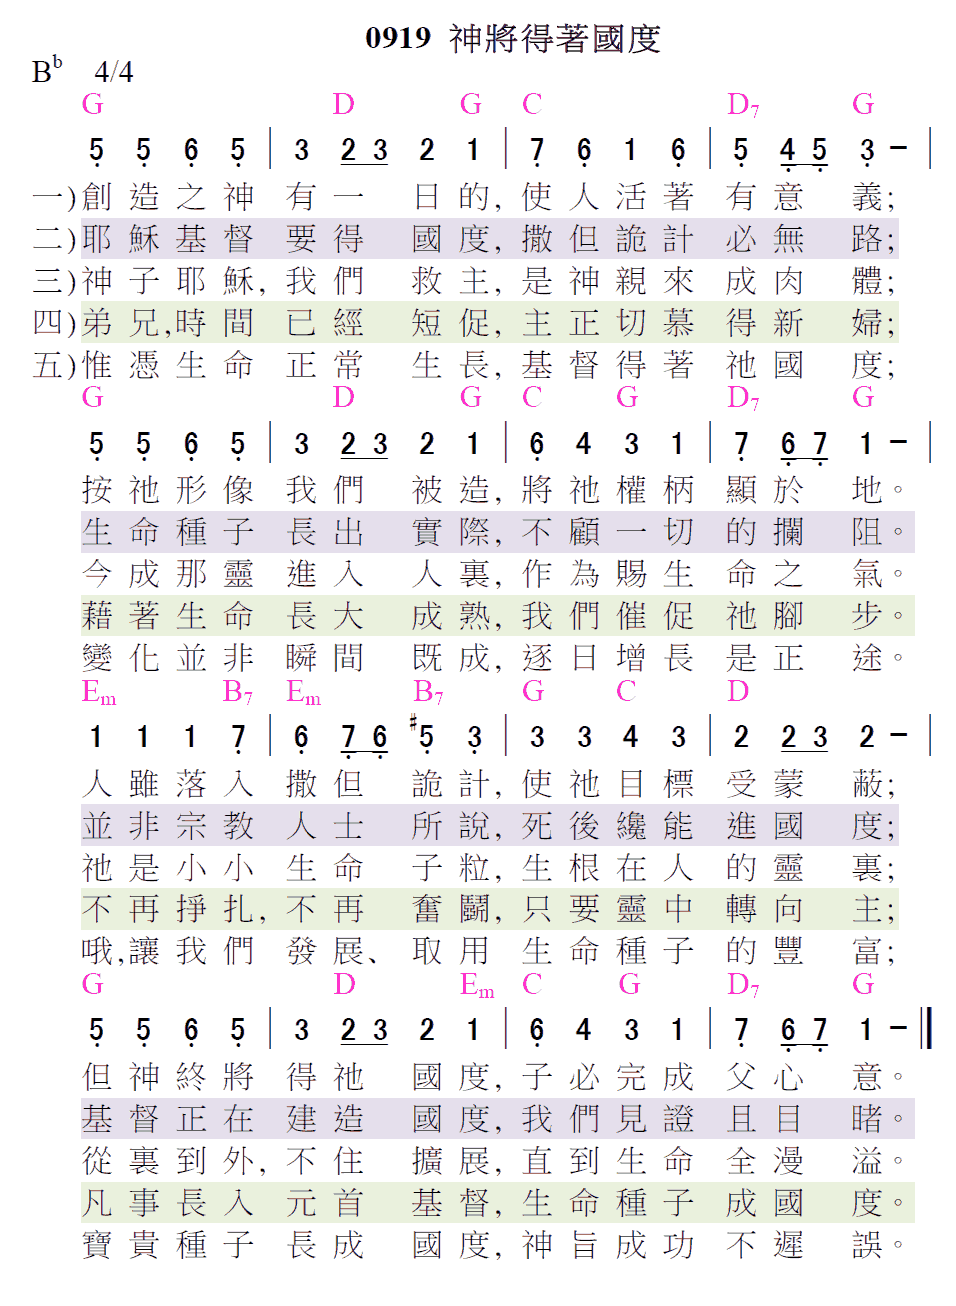 0919 神將得著國度
Bb 4/4
G D G C D7 G
5 5 6 5 | 3 2 3 2 1 | 7 6 1 6 | 5 4 5 3 – |
一)創造之神有一日的,使人活著有意義;
二)耶穌基督要得國度,撒但詭計必無路;
三)神子耶穌,我們救主,是神親來成肉體;
四)弟兄,時間已經短促,主正切慕得新婦;
五)惟憑生命正常生長,基督得著祂國度;
G D G C G D7 G
5 5 6 5 | 3 2 3 2 1 | 6 4 3 1 | 7 6 7 1 – |
按祂形像我們被造,將祂權柄顯於地。
生命種子長出實際,不顧一切的攔阻。
今成那靈進入人裏,作為賜生命之氣。
藉著生命長大成熟,我們催促祂腳步。
變化並非瞬間既成,逐日增長是正途。
Em B7 Em B7 G C D
1 1 1 7 | 6 7 6 #5 3 | 3 3 4 3 | 2 2 3 2 – |
人雖落入撒但詭計,使祂目標受蒙蔽;
並非宗教人士所說,死後纔能進國度;
祂是小小生命子粒,生根在人的靈裏;
不再掙扎,不再奮鬭,只要靈中轉向主;
哦,讓我們發展、取用生命種子的豐富;
G D Em C G D7 G
5 5 6 5 | 3 2 3 2 1 | 6 4 3 1 | 7 6 7 1 – ‖
但神終將得祂國度,子必完成父心意。
基督正在建造國度,我們見證且目睹。
從裏到外,不住擴展,直到生命全漫溢。
凡事長入元首基督,生命種子成國度。
寶貴種子長成國度,神旨成功不遲誤。